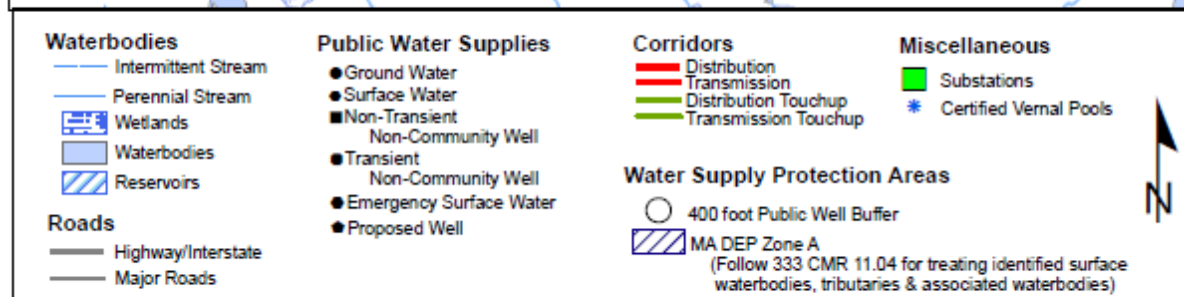 Waterbodies
Intermittent Stream
Perennial Stream
Wetlands
Waterbodies
Reservoirs
Roads
Highway/Interstate
Major Roads
Public Water Supplies
Ground Water
Surface Water
Non-Transient
Non-Community Well
Transient
Non-Community Well
Emergency Surface Water
Proposed Well
Corridors
Distribution
Transmission
Distribution Touchup
Transmission Touchup
Miscellaneous
Substations
Certified Vernal Pools
Water Supply Protection Areas
400 foot Public Well Buffer
MA DEP Zone A
(Follow 333 CMR 11.04 for treating identified surface
waterbodies, tributaries & associated waterbodies)
N